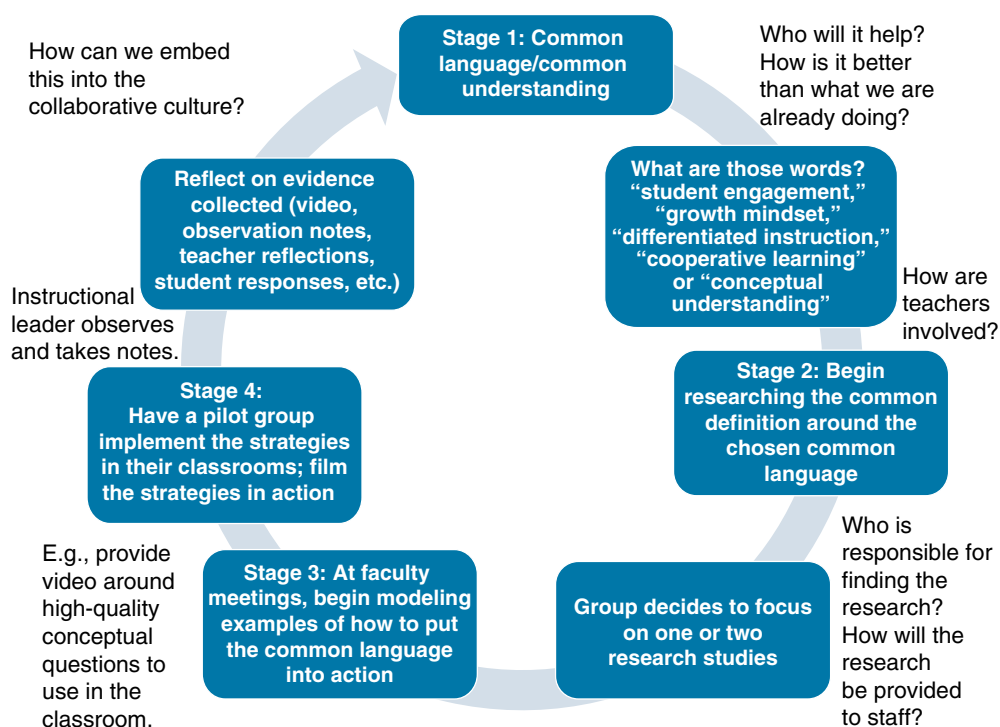 Stage 1: Common
language/common
understanding
Who will it help?
How is it better
than what we are
already doing?
What are those words?
“student engagement,”
“growth mindset,”
“differentiated instruction,”
“cooperative learning”
or “conceptual
understanding”
How are
teachers
involved?
Stage 2: Begin
researching the common
definition around the
chosen common
language
Who is
responsible for
finding the
research?
How will the
research
be provided
to staff?
Group decides to focus
on one or two
research studies
Stage 3: At faculty
meetings, begin modeling
examples of how to put
the common language
into action
E.g., provide
video around
high-quality
conceptual
questions to
use in the
classroom.
Stage 4:
Have a pilot group
implement the strategies
in their classrooms; film
the strategies in action
Instructional
leader observes
and takes notes.
Reflect on evidence
collected (video,
observation notes,
teacher reflections,
student responses, etc.)
How can we embed
this into the
collaborative culture?